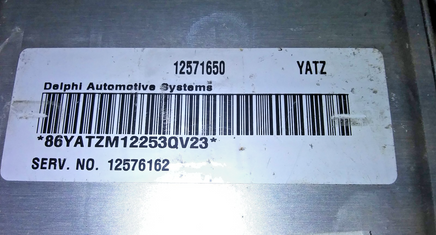 12571650 YATZ
Delphi Automotive Systems
*86YATZM12253QV23*
SERV. NO. 12576162